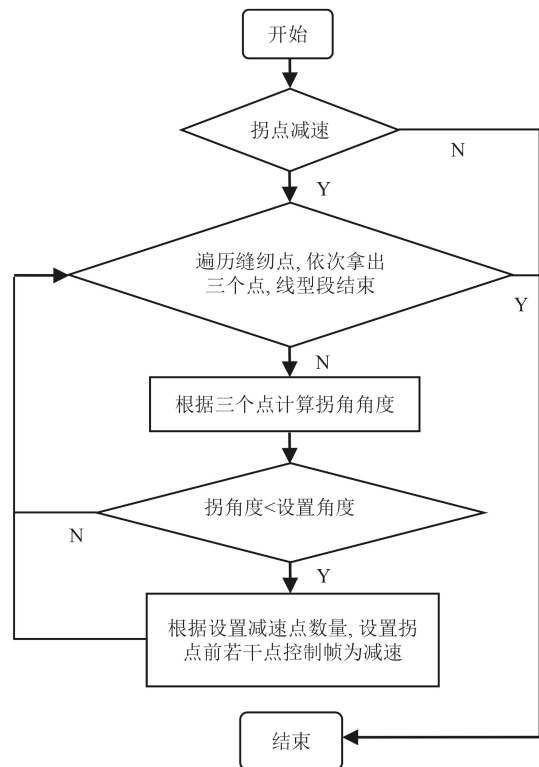 开始
拐点减速
N
Y
遍历缝纫点, 依次拿出
三个点, 线型段结束
Y
N
根据三个点计算拐角角度
拐角度<设置角度
N
Y
根据设置减速点数量, 设置拐
点前若干点控制帧为减速
结束